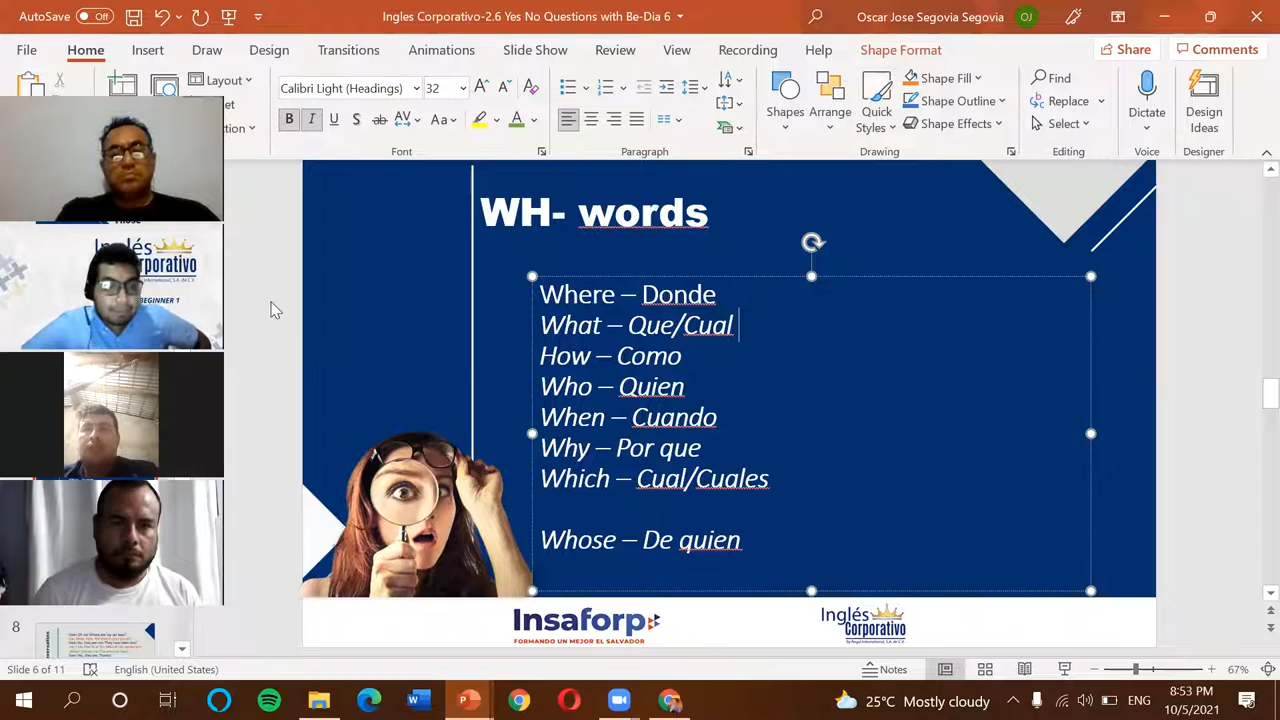 AutoSave Off Ingles Corporativo-2.6 Yes No Questions with Be-Dia 6 Oscar Jose Segovia Segovia OJ
File Home Insert Draw Design Transitions Animations Slide Show Review View Recording Help Shape Format Share Comments
Layout Calibri Light (Headings) 32 Shape Fill Find
Shapes Arrange Quick Styles Shape Outline Replace Dictate Design Ideas
Shape Effects Select
Font Paragraph Drawing Editing Voice Designer
WH- words
Where – Donde
What – Que/Cual
How – Como
Who – Quien
When – Cuando
Why – Por que
Which – Cual/Cuales
Whose – De quien
Insaforp
FORMANDO UN MEJOR EL SALVADOR
Inglés
Corporativo
Inglés
BEGINNER 1
8
Slide 6 of 11 English (United States) Notes 67%
25°C Mostly cloudy ENG 8:53 PM
10/5/2021